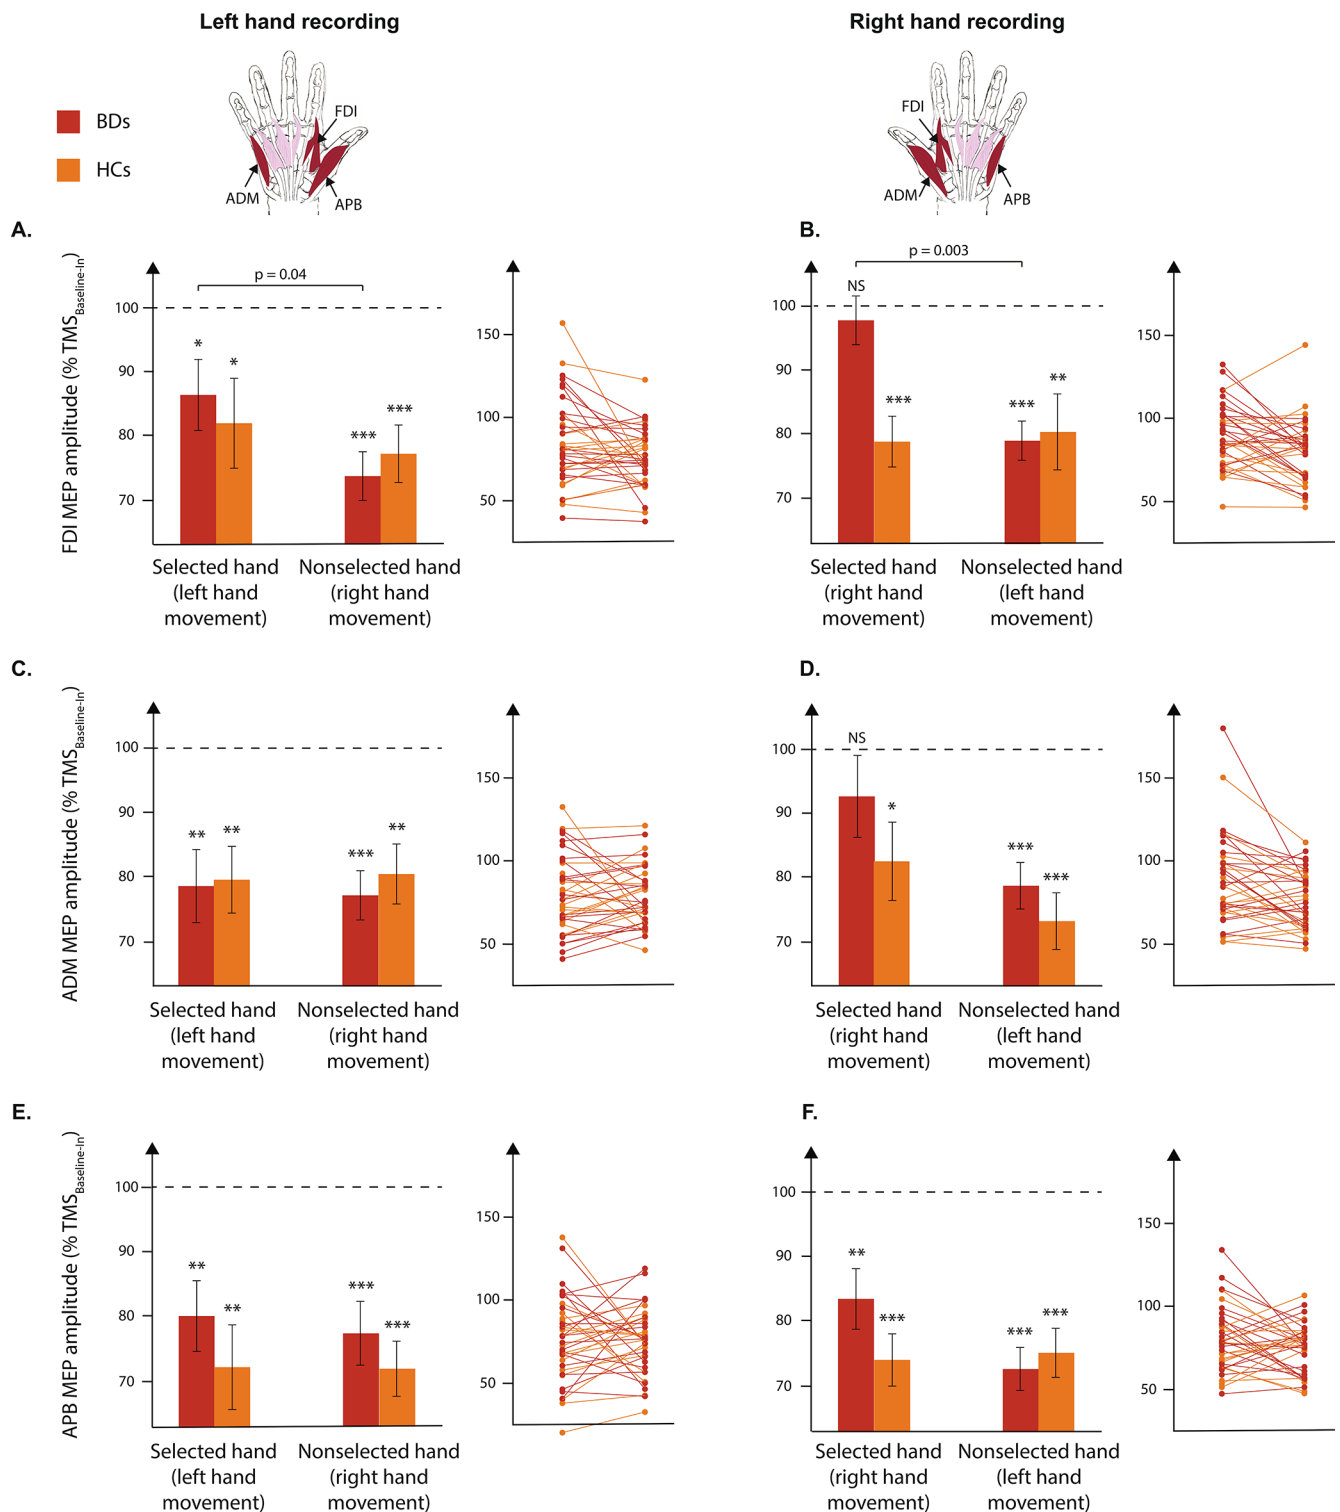 Left hand recording
Right hand recording
BDs
HCs
FDI
ADM
APB
FDI
ADM
APB
A.
FDI MEP amplitude (% TMSBaseline-In)
p = 0.04
100
90
80
70
*
*
***
***
Selected hand
(left hand
movement)
Nonselected hand
(right hand
movement)
150
100
50
B.
p = 0.003
NS
100
90
80
70
***
***
**
Selected hand
(right hand
movement)
Nonselected hand
(left hand
movement)
150
100
50
C.
ADM MEP amplitude (% TMSBaseline-In)
100
90
80
70
**
**
***
**
Selected hand
(left hand
movement)
Nonselected hand
(right hand
movement)
150
100
50
D.
NS
100
90
80
70
*
***
***
Selected hand
(right hand
movement)
Nonselected hand
(left hand
movement)
150
100
50
E.
APB MEP amplitude (% TMSBaseline-In)
100
90
80
70
**
**
***
***
Selected hand
(left hand
movement)
Nonselected hand
(right hand
movement)
150
100
50
F.
100
90
80
70
**
***
***
***
Selected hand
(right hand
movement)
Nonselected hand
(left hand
movement)
150
100
50